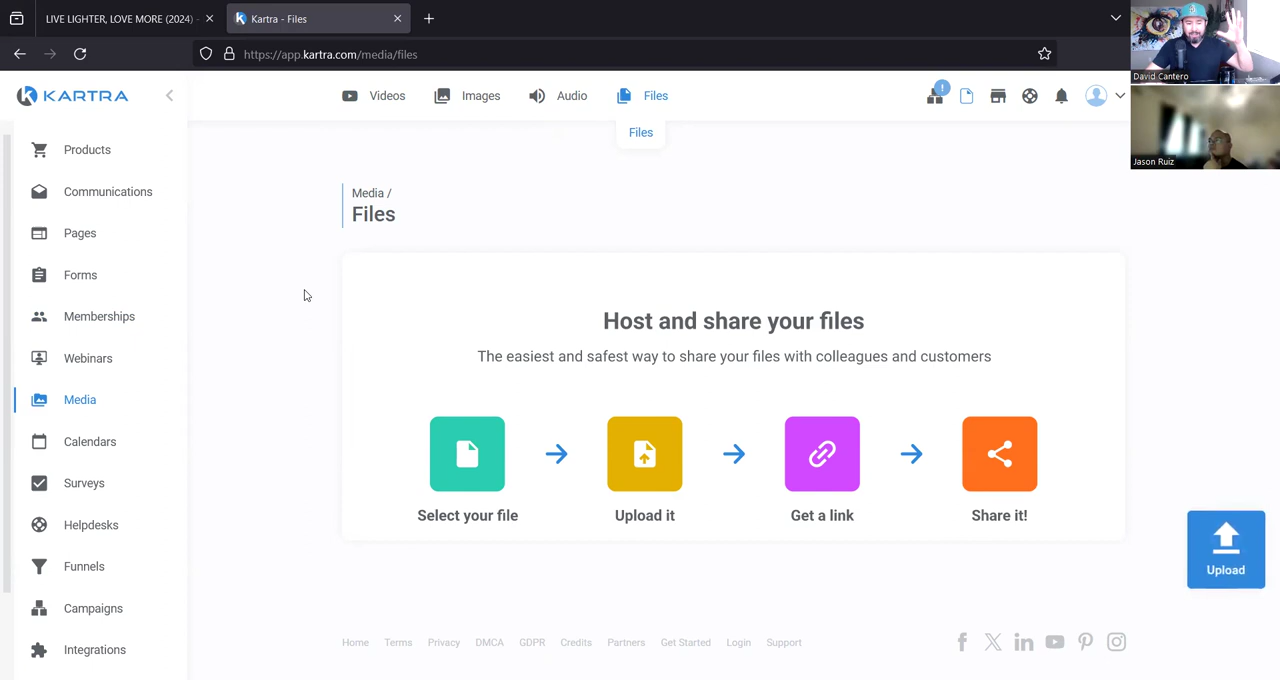 LIVE LIGHTER, LOVE MORE (2024) -
Kartra - Files
https://app.kartra.com/media/files
David Cantero
Jason Ruiz
KARTRA
Videos
Images
Audio
Files
Files
Products
Communications
Pages
Forms
Memberships
Webinars
Media
Calendars
Surveys
Helpdesks
Funnels
Campaigns
Integrations
Media /
Files
Host and share your files
The easiest and safest way to share your files with colleagues and customers
Select your file
Upload it
Get a link
Share it!
Upload
Home Terms Privacy DMCA GDPR Credits Partners Get Started Login Support